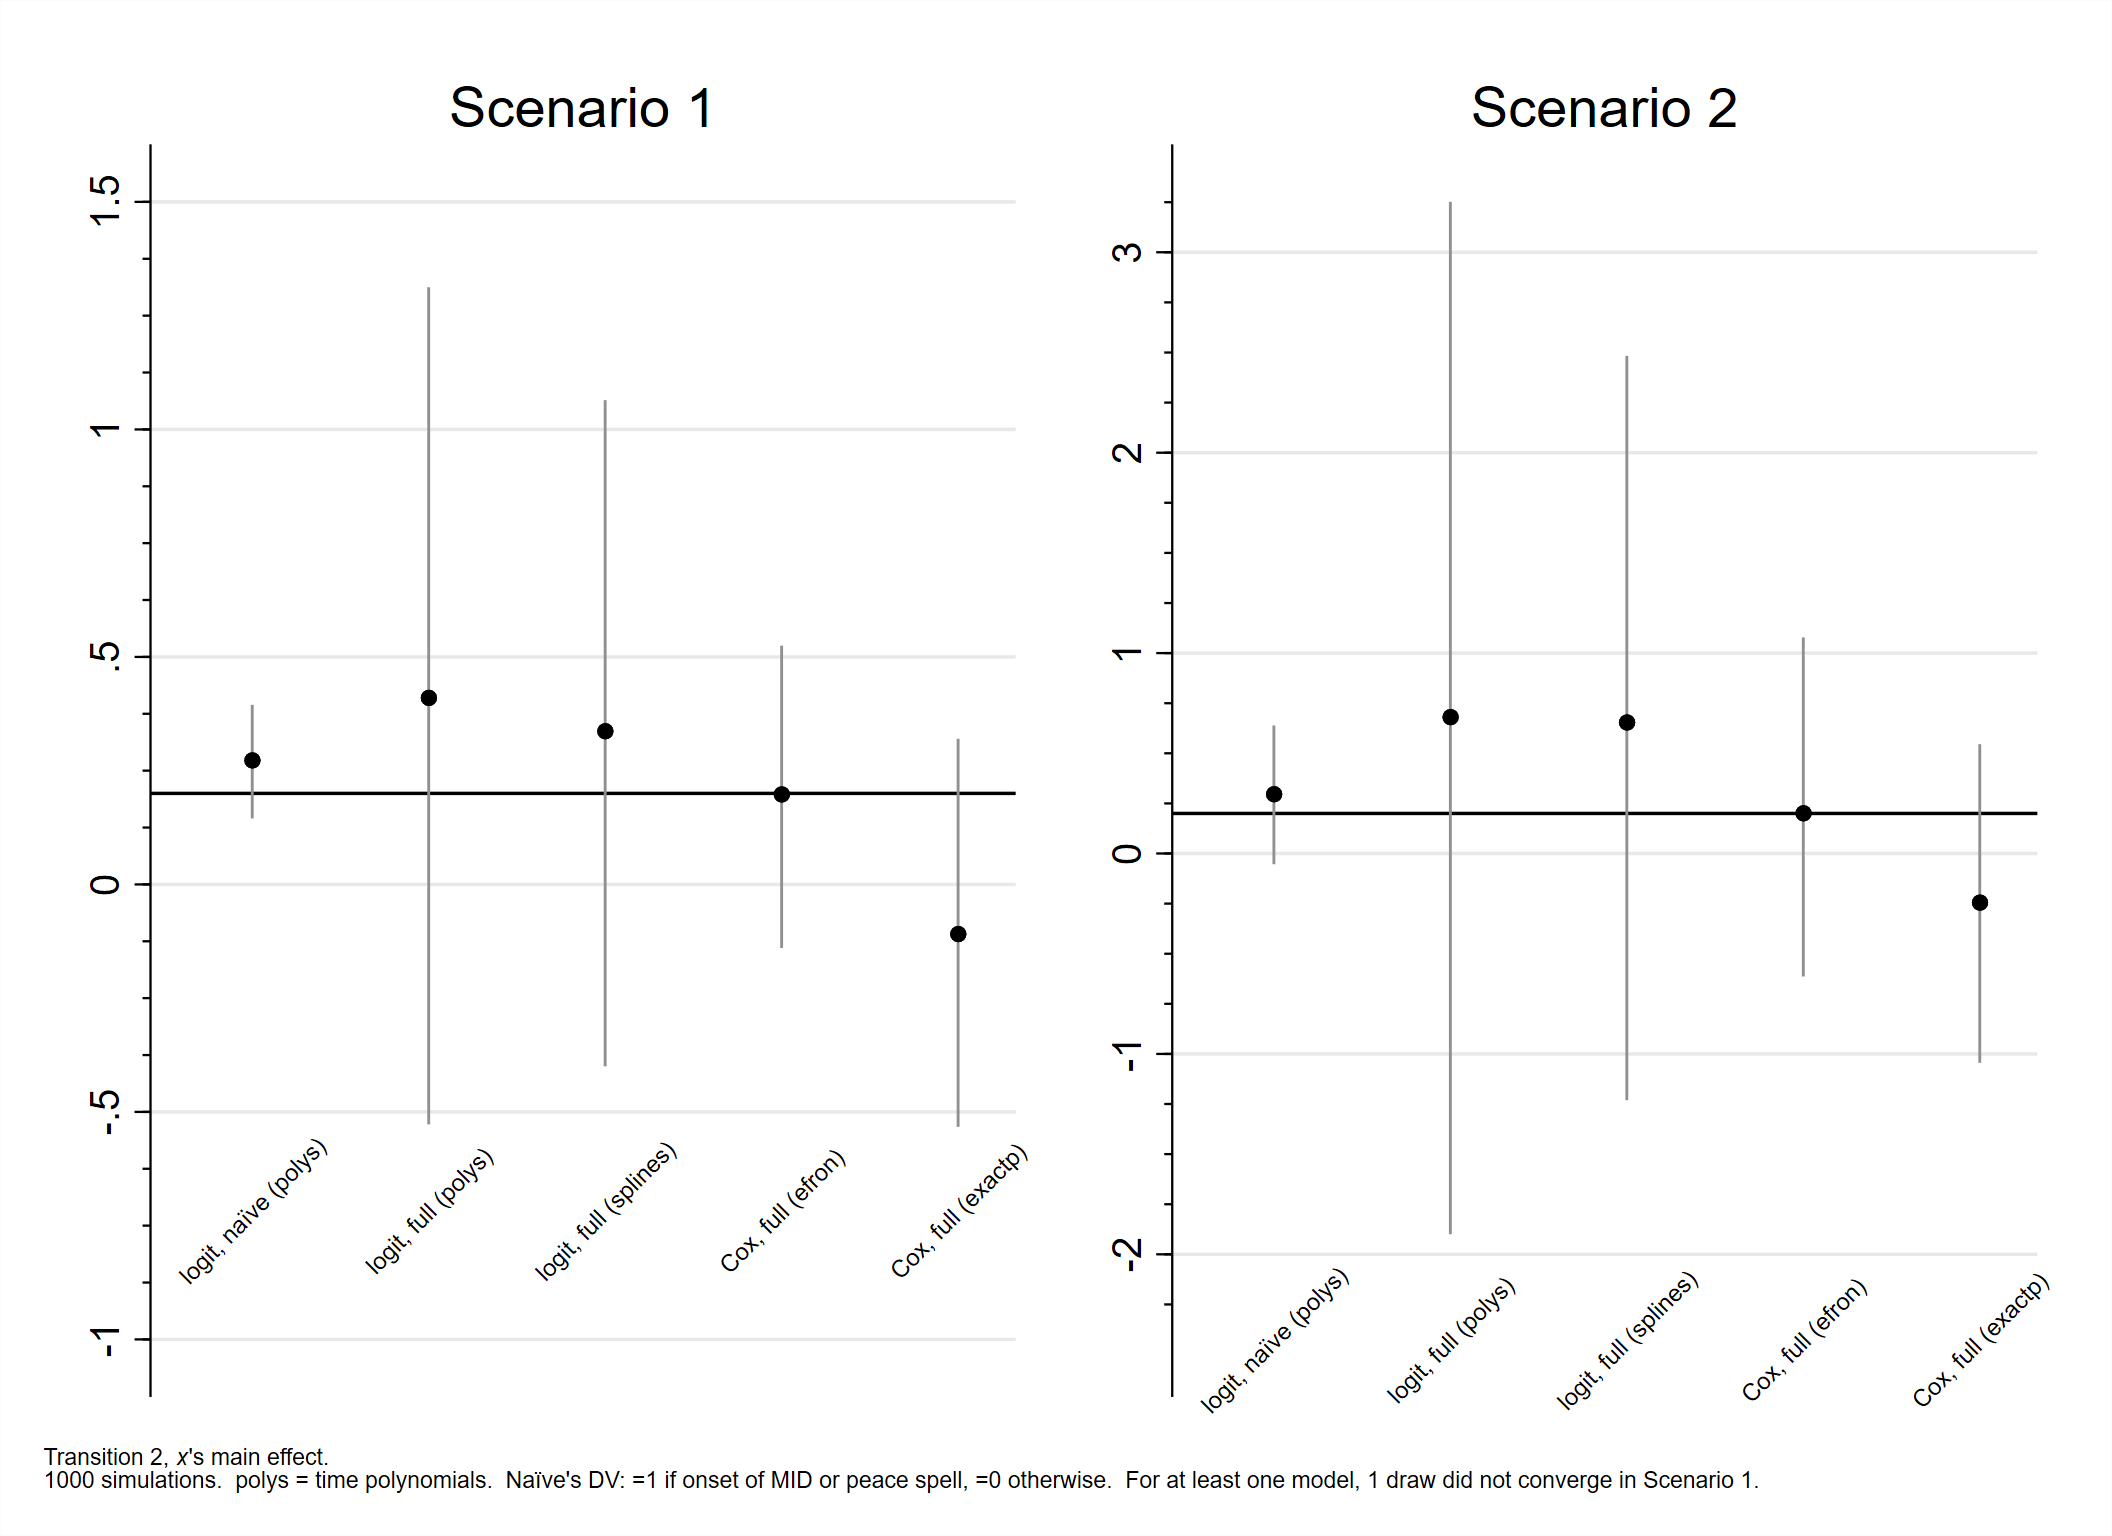 Scenario 1
1.5
1
.5
0
-.5
-1
logit, naïve (polys)
logit, full (polys)
logit, full (splines)
Cox, full (efron)
Cox, full (exactp)
Scenario 2
3
2
1
0
-1
-2
logit, naïve (polys)
logit, full (polys)
logit, full (splines)
Cox, full (efron)
Cox, full (exactp)
Transition 2, x's main effect.
1000 simulations.  polys = time polynomials.  Naïve's DV: =1 if onset of MID or peace spell, =0 otherwise.  For at least one model, 1 draw did not converge in Scenario 1.